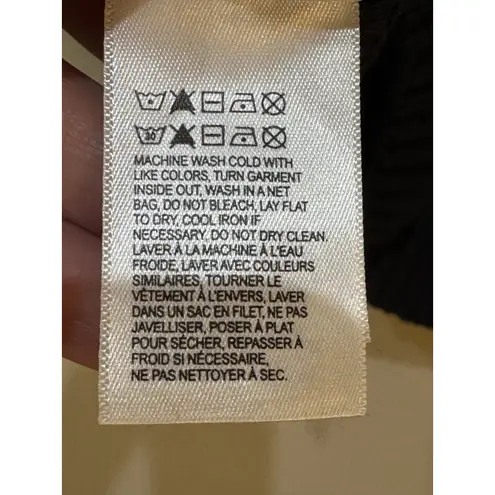 30
MACHINE WASH COLD WITH
LIKE COLORS, TURN GARMENT
INSIDE OUT, WASH IN A NET
BAG, DO NOT BLEACH, LAY FLAT
TO DRY, COOL IRON IF
NECESSARY. DO NOT DRY CLEAN.
LAVER À LA MACHINE À L'EAU
FROIDE, LAVER AVEC COULEURS
SIMILAIRES, TOURNER LE
VÊTEMENT À L'ENVERS, LAVER
DANS UN SAC EN FILET, NE PAS
JAVELLISER, POSER À PLAT
POUR SÉCHER, REPASSER À
FROID SI NÉCESSAIRE,
NE PAS NETTOYER À SEC.